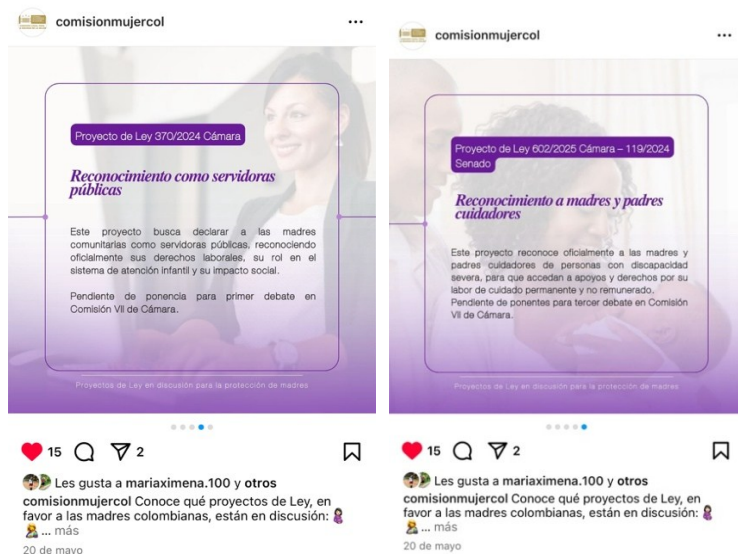 comisionmujercol
Proyecto de Ley 370/2024 Cámara
Reconocimiento como servidoras
públicas
Este proyecto busca declarar a las madres
comunitarias como servidoras públicas, reconociendo
oficialmente sus derechos laborales, su rol en el
sistema de atención infantil y su impacto social.
Pendiente de ponencia para primer debate en
Comisión VII de Cámara.
Proyectos de Ley en discusión para la protección de madres
15
2
Les gusta a mariaximena.100 y otros
comisionmujercol Conoce qué proyectos de Ley, en
favor a las madres colombianas, están en discusión:
... más
20 de mayo
comisionmujercol
Proyecto de Ley 602/2025 Cámara – 119/2024
Senado
Reconocimiento a madres y padres
cuidadores
Este proyecto reconoce oficialmente a las madres y
padres cuidadores de personas con discapacidad
severa, para que accedan a apoyos y derechos por su
labor de cuidado permanente y no remunerado.
Pendiente de ponentes para tercer debate en Comisión
VII de Cámara.
Proyectos de Ley en discusión para la protección de madres
15
2
Les gusta a mariaximena.100 y otros
comisionmujercol Conoce qué proyectos de Ley, en
favor a las madres colombianas, están en discusión:
... más
20 de mayo